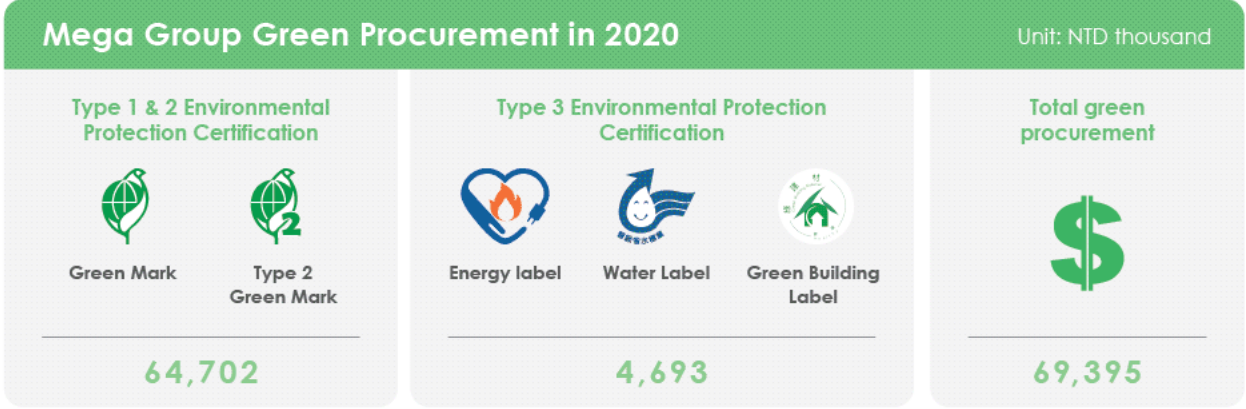 Mega Group Green Procurement in 2020
Unit: NTD thousand
Type 1 & 2 Environmental
Protection Certification
Green Mark
2
Type 2
Green Mark
64,702
Type 3 Environmental Protection
Certification
Energy label
Water Label
Green Building
Label
4,693
Total green
procurement
$
69,395